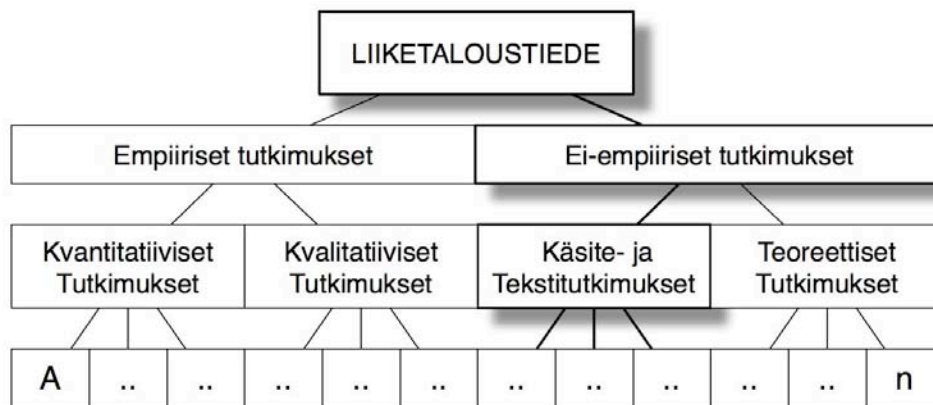 LIIKETALOUSTIEDE
Empiiriset tutkimukset
Ei-empiiriset tutkimukset
Kvantitatiiviset
Tutkimukset
Kvalitatiiviset
Tutkimukset
Käsite- ja
Tekstitutkimukset
Teoreettiset
Tutkimukset
A .. .. .. .. .. .. .. .. .. .. n